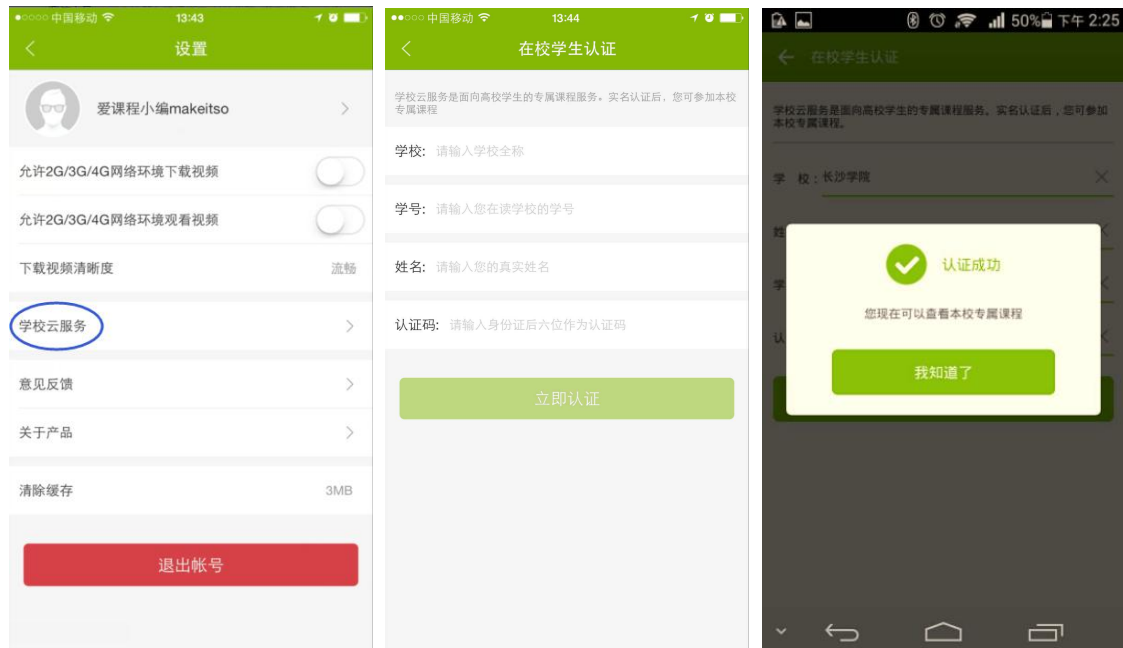 中国移动 13:43
设置
爱课程小编makeitso
允许2G/3G/4G网络环境下载视频
允许2G/3G/4G网络环境观看视频
下载视频清晰度 流畅
学校云服务
意见反馈
关于产品
清除缓存 3MB
退出帐号
中国移动 13:44
在校学生认证
学校云服务是面向高校学生的专属课程服务。实名认证后，您可参加本校
专属课程
学校: 请输入学校全称
学号: 请输入您在读学校的学号
姓名: 请输入您的真实姓名
认证码: 请输入身份证后六位作为认证码
立即认证
50% 下午 2:25
在校学生认证
学校云服务是面向高校学生的专属课程服务。实名认证后，您可参加
本校专属课程。
学 校：长沙学院
姓
学
认
认证成功
您现在可以查看本校专属课程
我知道了